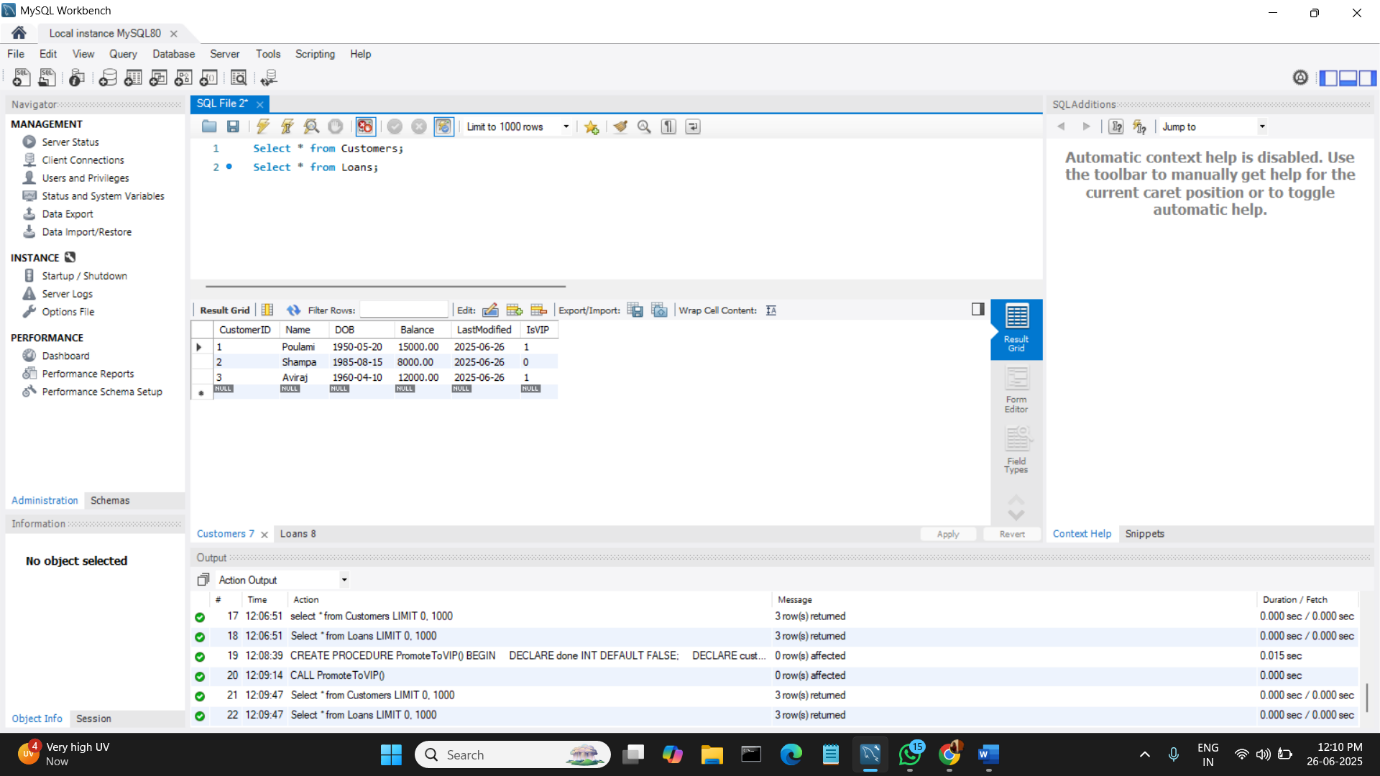 MySQL Workbench
Local instance MySQL80
File Edit View Query Database Server Tools Scripting Help
Navigator
MANAGEMENT
Server Status
Client Connections
Users and Privileges
Status and System Variables
Data Export
Data Import/Restore
INSTANCE
Startup / Shutdown
Server Logs
Options File
PERFORMANCE
Dashboard
Performance Reports
Performance Schema Setup
Administration Schemas
Information
No object selected
Object Info Session
SQL File 2*
Limit to 1000 rows
1 Select * from Customers;
2 Select * from Loans;
Result Grid Filter Rows: Edit: Export/Import: Wrap Cell Content:
CustomerID Name DOB Balance LastModified IsVIP
1 Poulami 1950-05-20 15000.00 2025-06-26 1
2 Shampa 1985-08-15 8000.00 2025-06-26 0
3 Aviraj 1960-04-10 12000.00 2025-06-26 1
NULL NULL NULL NULL NULL NULL
Result Grid
Form Editor
Field Types
Customers 7 Loans 8
Apply Revert
SQLAdditions
Jump to
Automatic context help is disabled. Use
the toolbar to manually get help for the
current caret position or to toggle
automatic help.
Context Help Snippets
Output
Action Output
# Time Action Message Duration / Fetch
17 12:06:51 select * from Customers LIMIT 0, 1000 3 row(s) returned 0.000 sec / 0.000 sec
18 12:06:51 Select * from Loans LIMIT 0, 1000 3 row(s) returned 0.000 sec / 0.000 sec
19 12:08:39 CREATE PROCEDURE PromoteToVIP() BEGIN DECLARE done INT DEFAULT FALSE; DECLARE cust... 0 row(s) affected 0.015 sec
20 12:09:14 CALL PromoteToVIP() 0 row(s) affected 0.000 sec
21 12:09:47 Select * from Customers LIMIT 0, 1000 3 row(s) returned 0.000 sec / 0.000 sec
22 12:09:47 Select * from Loans LIMIT 0, 1000 3 row(s) returned 0.000 sec / 0.000 sec
4
UV
Very high UV
Now
Search
15
ENG
IN
12:10 PM
26-06-2025